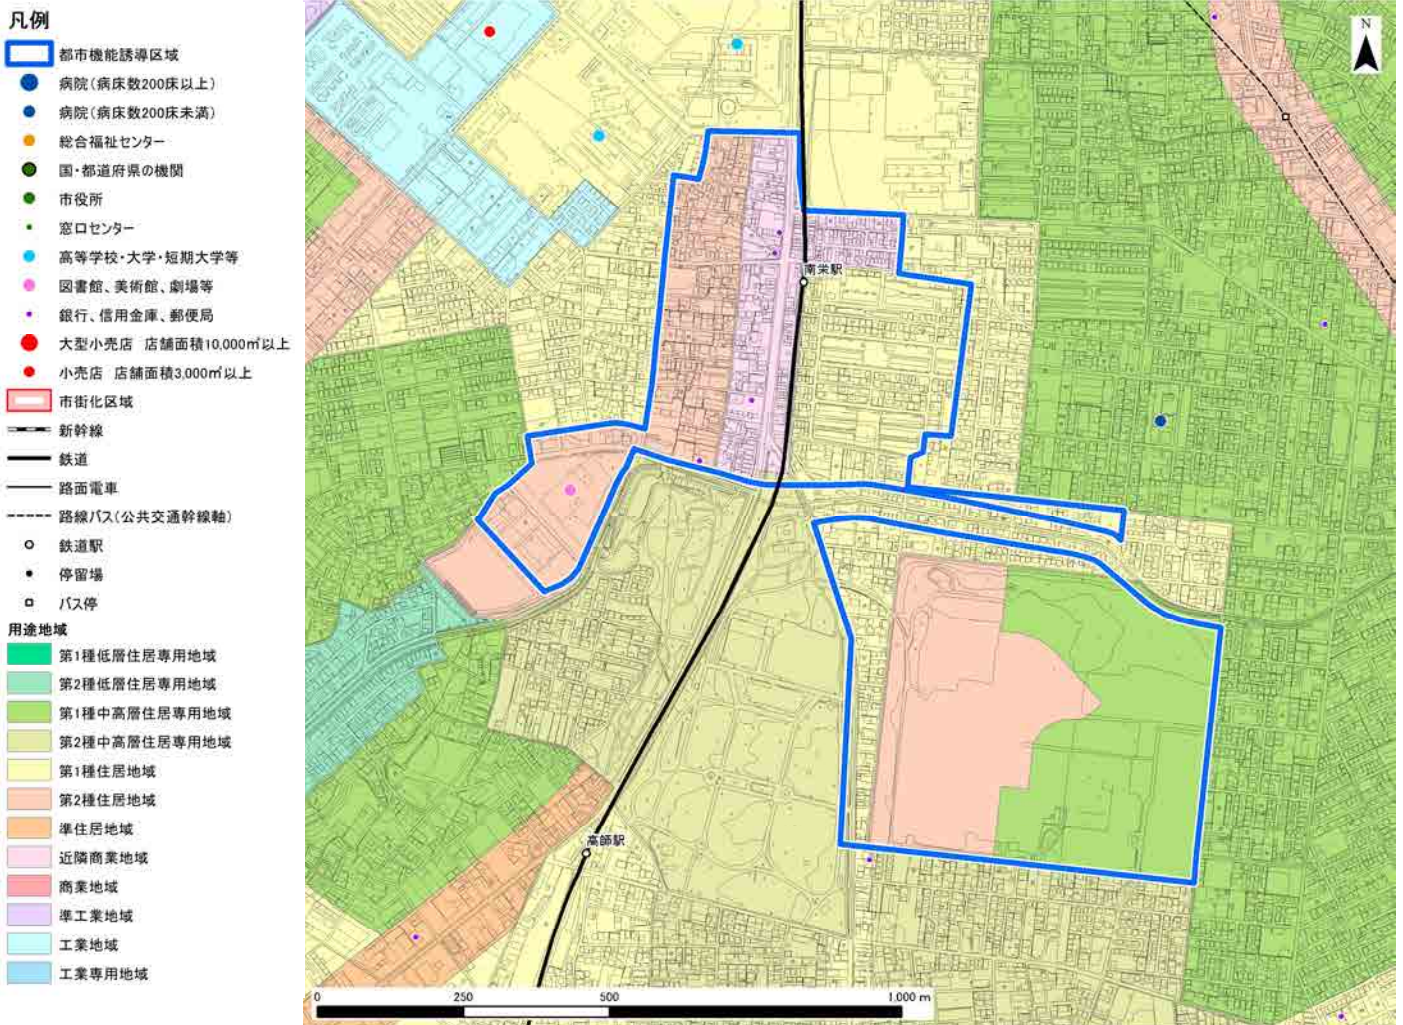 凡例
都市機能誘導区域
病院(病床数200床以上)
病院(病床数200床未満)
総合福祉センター
国・都道府県の機関
市役所
窓口センター
高等学校・大学・短期大学等
図書館、美術館、劇場等
銀行、信用金庫、郵便局
大型小売店 店舗面積10,000㎡以上
小売店 店舗面積3,000㎡以上
市街化区域
新幹線
鉄道
路面電車
路線バス(公共交通幹線軸)
鉄道駅
停留場
バス停
用途地域
第1種低層住居専用地域
第2種低層住居専用地域
第1種中高層住居専用地域
第2種中高層住居専用地域
第1種住居地域
第2種住居地域
準住居地域
近隣商業地域
商業地域
準工業地域
工業地域
工業専用地域
N
南栄駅
高師駅
0 250 500 1,000 m